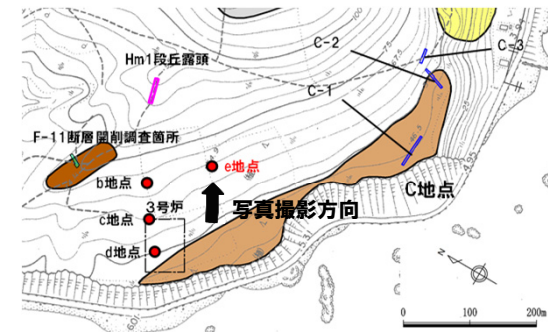 C-2
C-3
Hm1段丘露頭
C-1
F-11断層開削調査箇所
e地点
b地点
C地点
3号炉
写真撮影方向
c地点
d地点
N
0 100 200m